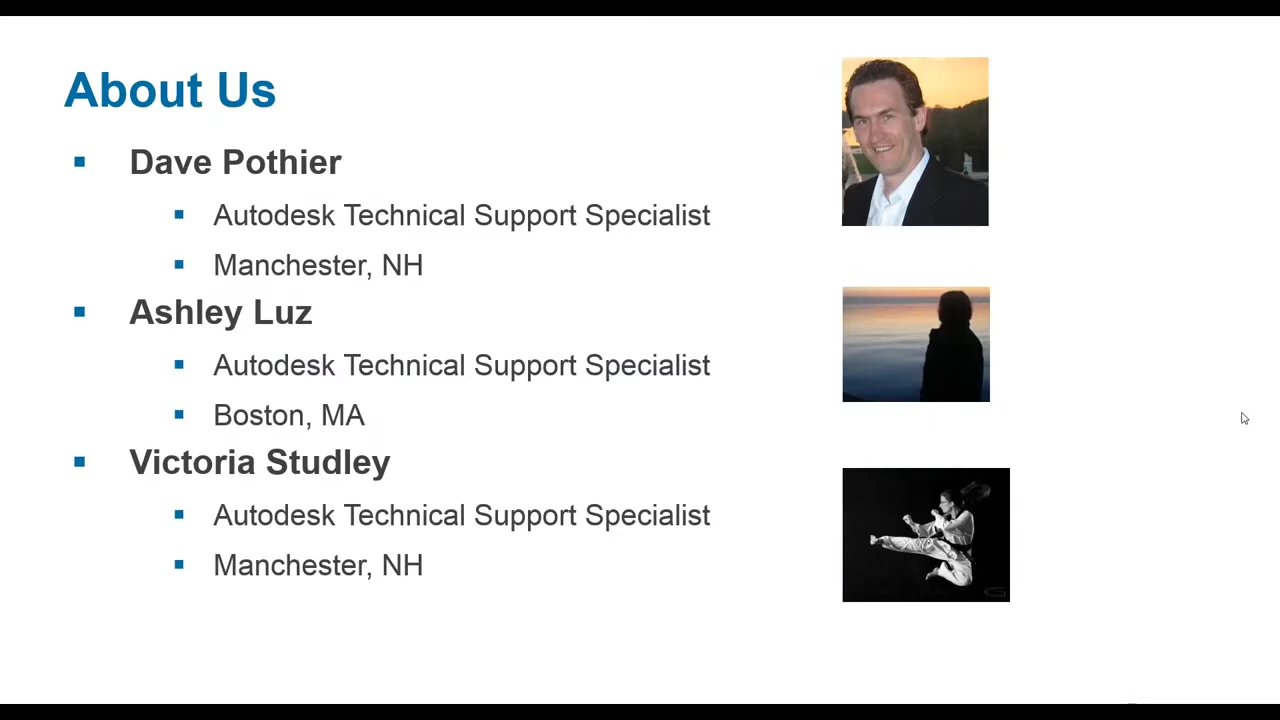 About Us
Dave Pothier
Autodesk Technical Support Specialist
Manchester, NH
Ashley Luz
Autodesk Technical Support Specialist
Boston, MA
Victoria Studley
Autodesk Technical Support Specialist
Manchester, NH